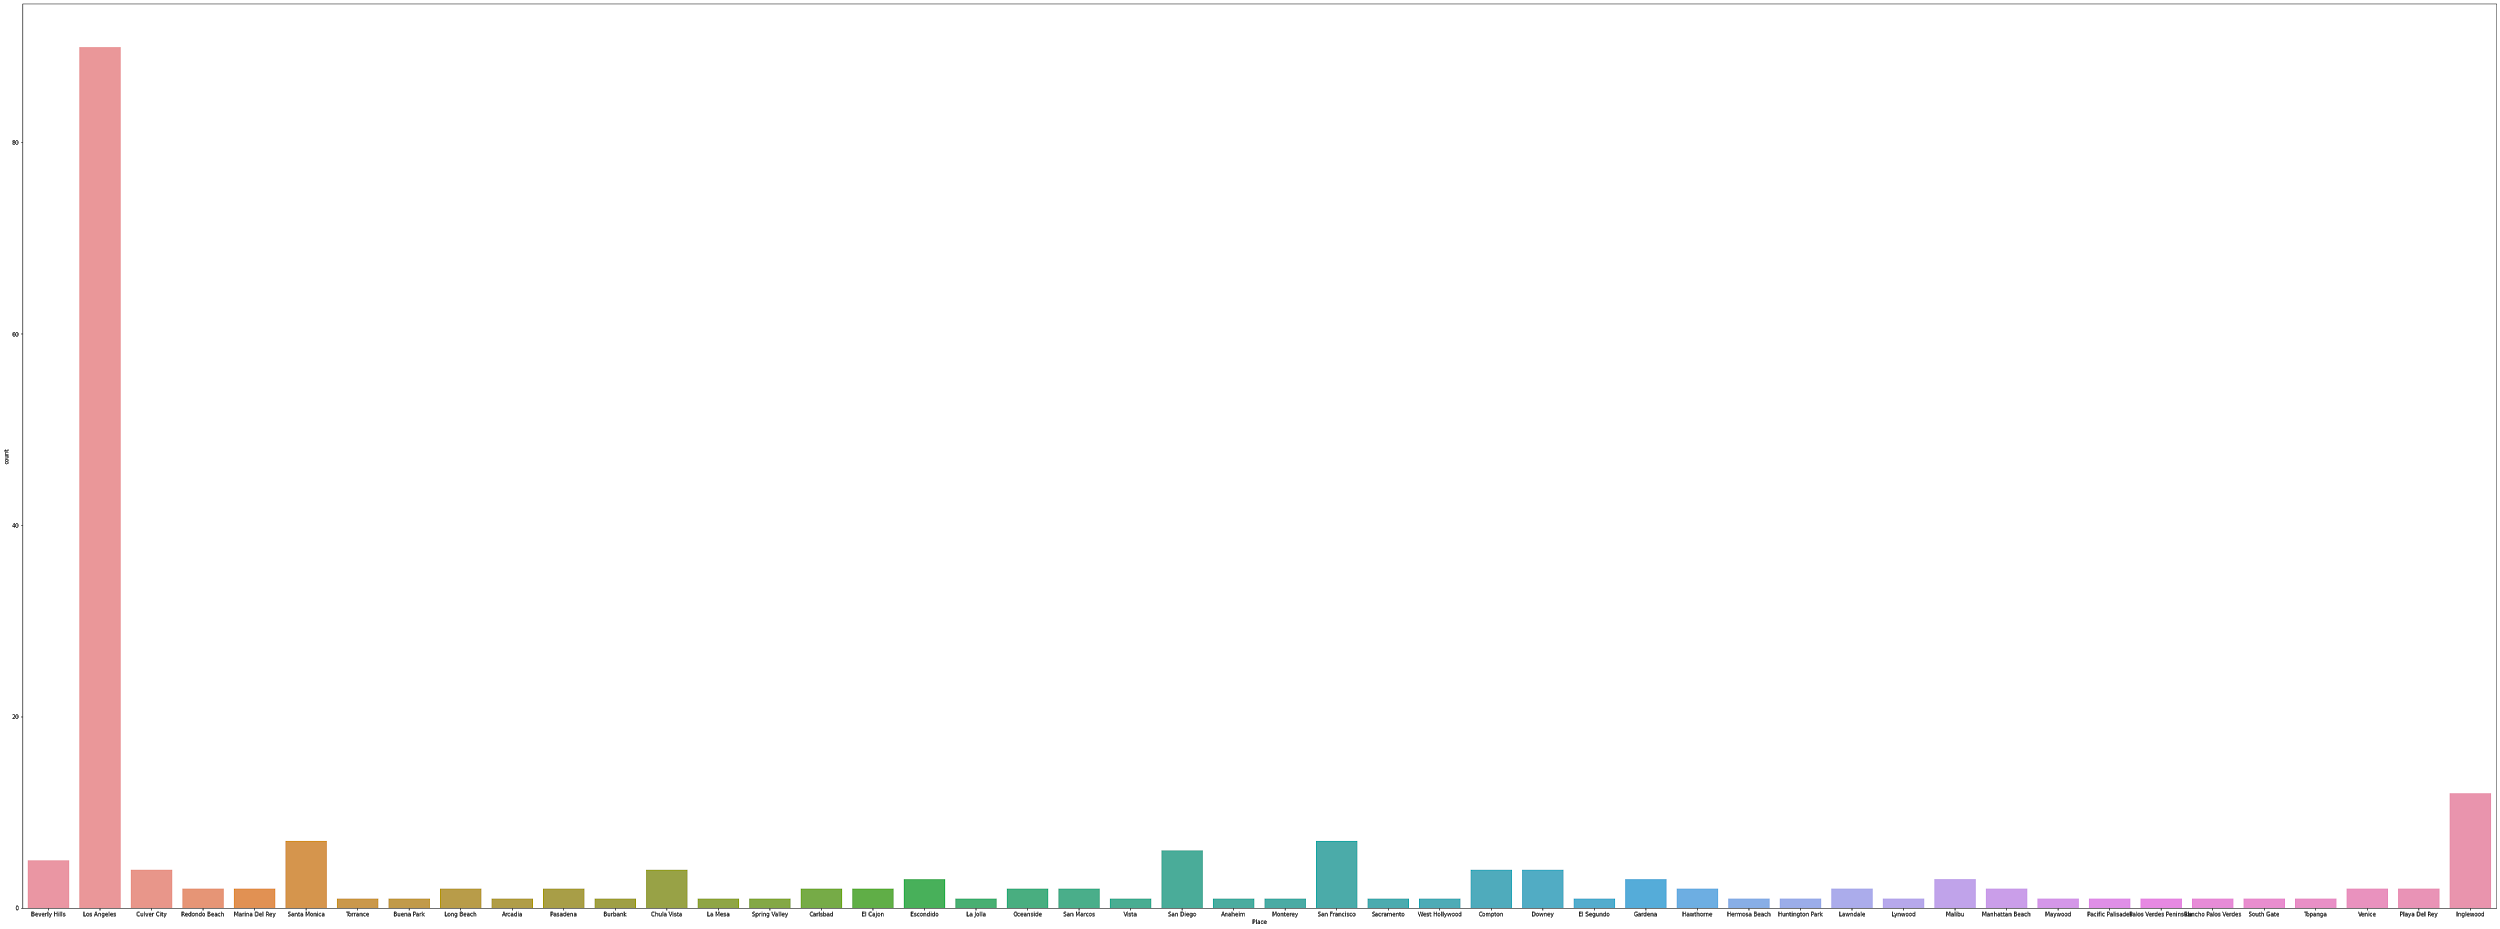 80
60
40
20
0
count
Beverly Hills Los Angeles Culver City Redondo Beach Marina Del Rey Santa Monica Torrance Buena Park Long Beach Arcadia Pasadena Burbank Chula Vista La Mesa Spring Valley Carlsbad El Cajon Escondido La Jolla Oceanside San Marcos Vista San Diego Anaheim Monterey San Francisco Sacramento West Hollywood Compton Downey El Segundo Gardena Hawthorne Hermosa Beach Huntington Park Lawndale Lynwood Malibu Manhattan Beach Maywood Pacific Palisades Palos Verdes Peninsula Rancho Palos Verdes South Gate Topanga Venice Playa Del Rey Inglewood
Place